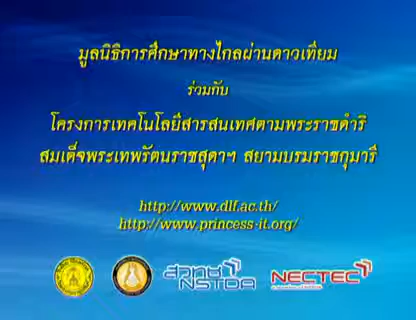 มูลนิธิการศึกษาทางไกลผ่านดาวเทียม
ร่วมกับ
โครงการเทคโนโลยีสารสนเทศตามพระราชดำริ
สมเด็จพระเทพรัตนราชสุดาฯ สยามบรมราชกุมารี
http://www.dlf.ac.th/
http://www.princess-it.org/
สวทช
NSTDA
NECTEC